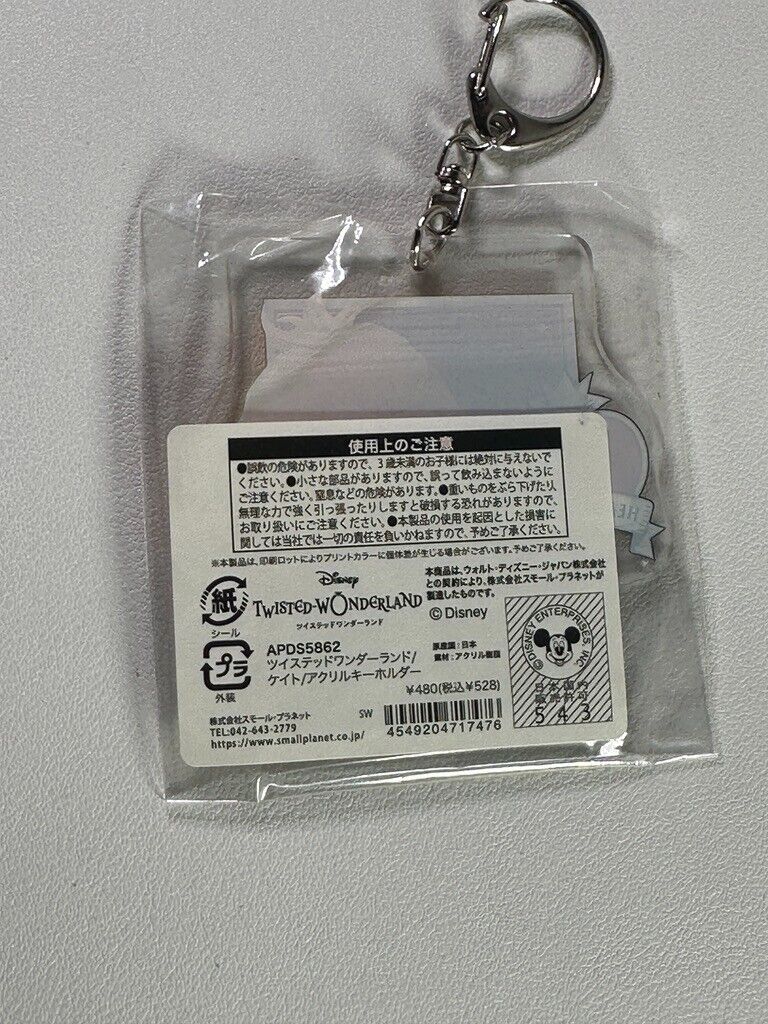 使用上のご注意
●誤飲の危険がありますので、3歳未満のお子様には絶対に与えないで
ください。●小さな部品がありますので、誤って飲み込まないように
ご注意ください。窒息などの危険があります。●重いものをぶら下げたり、
無理な力で強く引っ張ったりしますと破損する恐れがありますので、
お取り扱いにご注意ください。●本製品の使用を起因とした損害に
関しては当社では一切の責任を負いかねますので、予めご了承ください。
※本製品は、印刷ロットによりプリントカラーに個体差が生じる場合がございます。予めご了承ください。
紙
シール
Disney
TWISTED-WONDERLAND
ツイステッドワンダーランド
本商品は、ウォルト・ディズニー・ジャパン株式会社
との契約により、株式会社スモール・プラネットが
製造したものです。
© Disney
プラ
外装
APDS5862
ツイステッドワンダーランド/
ケイト/アクリルキーホルダー
原産国：日本
素材：アクリル樹脂
¥480(税込¥528)
株式会社スモール・プラネット
TEL:042-643-2779
https://www.smallplanet.co.jp/
SW
4549204717476
© DISNEY ENTERPRISES INC.
日本国内
販売許可
543
HE